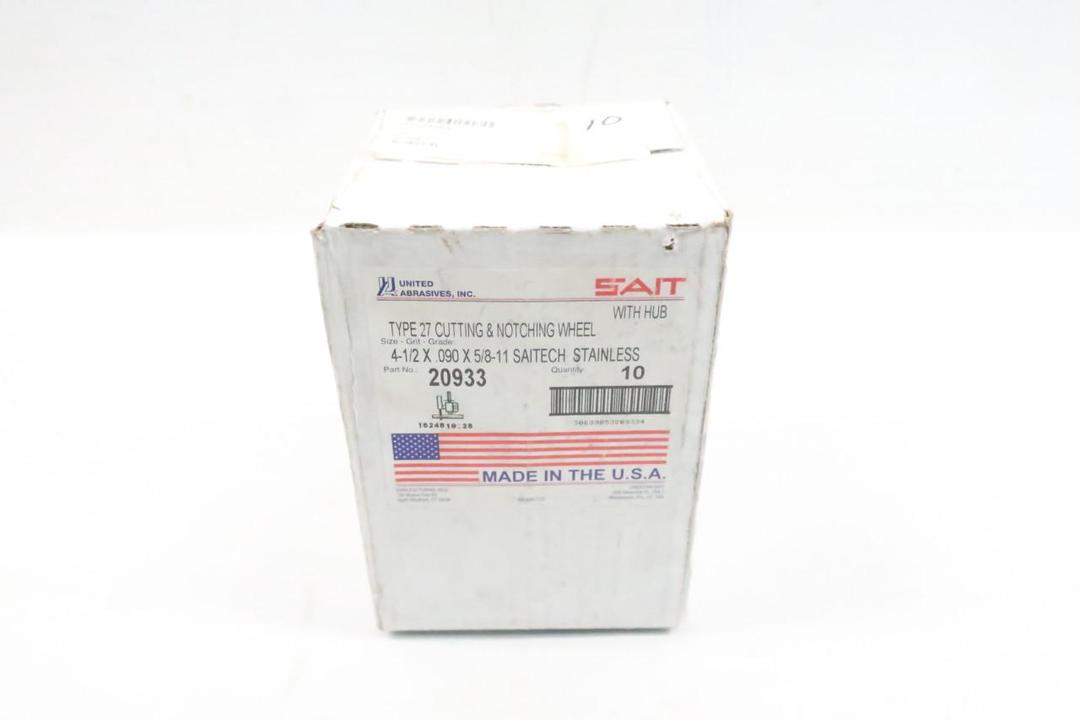 10
UNITED
ABRASIVES, INC.
SAIT
WITH HUB
TYPE 27 CUTTING & NOTCHING WHEEL
Size - Grit - Grade:
4-1/2 X .090 X 5/8-11 SAITECH STAINLESS
Part No.: 20933
Quantity 10
MADE IN THE U.S.A.